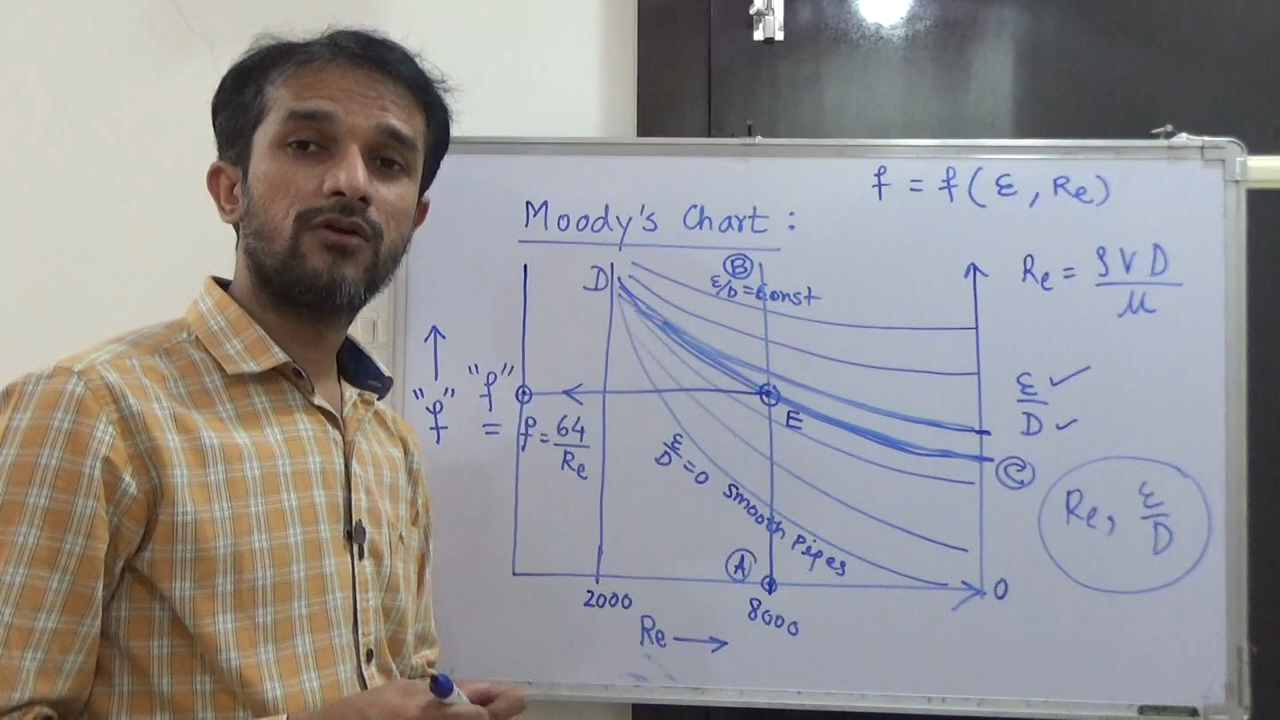 f = f(ε, Re)
Moody's Chart :
Re = ρVD/μ
B
D
ε/D = const
"f"
"f" = f = 64/Re
E
ε ✓
D ✓
C
ε/D = 0 Smooth Pipes
Re, ε/D
A
0
2000
8000
Re →